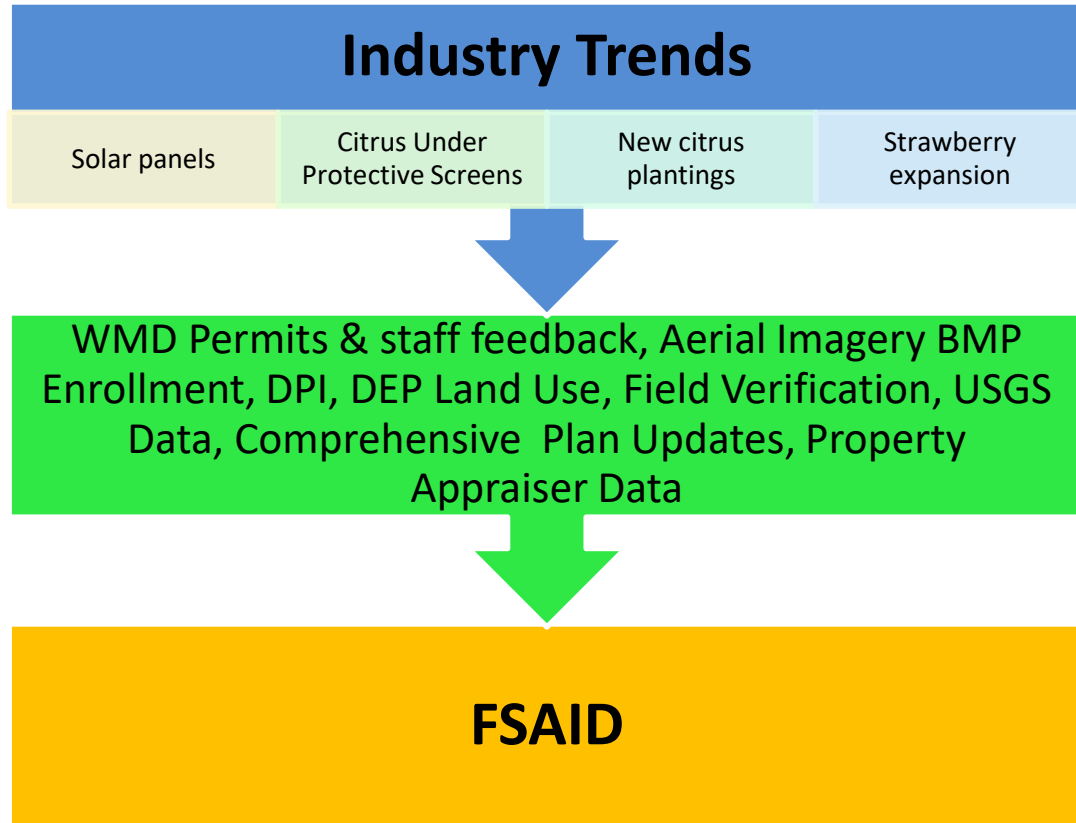 Industry Trends
Solar panels
Citrus Under
Protective Screens
New citrus
plantings
Strawberry
expansion
WMD Permits & staff feedback, Aerial Imagery BMP
Enrollment, DPI, DEP Land Use, Field Verification, USGS
Data, Comprehensive  Plan Updates, Property
Appraiser Data
FSAID